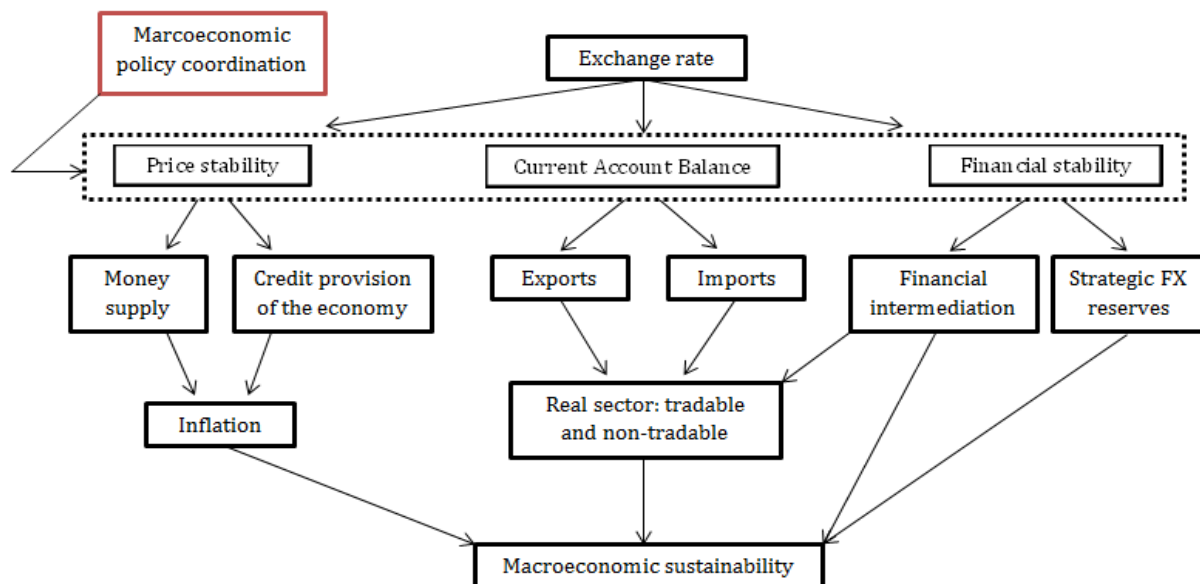 Marcoeconomic
policy coordination
Exchange rate
Price stability
Current Account Balance
Financial stability
Money
supply
Credit provision
of the economy
Exports
Imports
Financial
intermediation
Strategic FX
reserves
Inflation
Real sector: tradable
and non-tradable
Macroeconomic sustainability